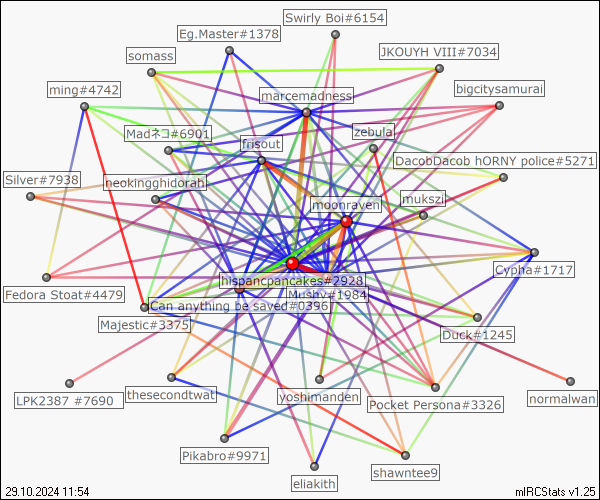 Swirly Boi#6154
Eg.Master#1378
somass
JKOUYH VIII#7034
ming#4742
marcemadness
bigcitysamurai
Madネコ#6901
zebula
frisout
DacobDacob hORNY police#5271
Silver#7938
neokingghidorah
mukszi
moonraven
Cypha#1717
hispancpancakes#2928
Fedora Stoat#4479
Mushy#1984
Can anything be saved#0396
Majestic#3375
Duck#1245
LPK2387 #7690
thesecondtwat
yoshimanden
Pocket Persona#3326
normalwan
Pikabro#9971
eliakith
shawntee9
29.10.2024 11:54
mIRCStats v1.25